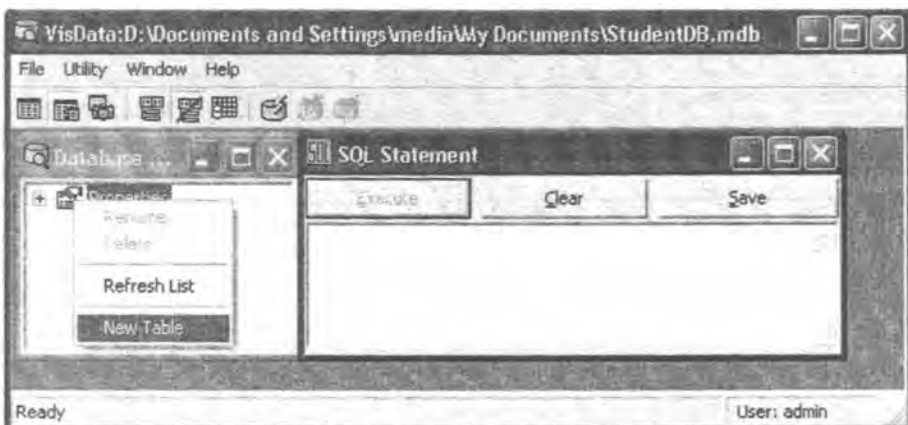 VisData:D:\Documents and Settings\media\My Documents\StudentDB.mdb
File Utility Window Help
Database ...
SQL Statement
Properties
Execute Clear Save
Rename
Delete
Refresh List
New Table
Ready
User: admin